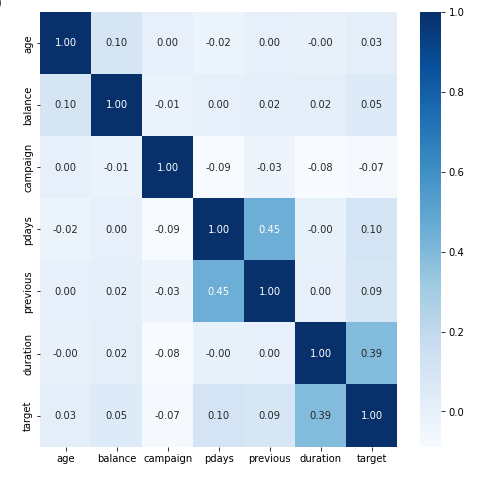 age 1.00 0.10 0.00 -0.02 0.00 -0.00 0.03
balance 0.10 1.00 -0.01 0.00 0.02 0.02 0.05
campaign 0.00 -0.01 1.00 -0.09 -0.03 -0.08 -0.07
pdays -0.02 0.00 -0.09 1.00 0.45 -0.00 0.10
previous 0.00 0.02 -0.03 0.45 1.00 0.00 0.09
duration -0.00 0.02 -0.08 -0.00 0.00 1.00 0.39
target 0.03 0.05 -0.07 0.10 0.09 0.39 1.00
age balance campaign pdays previous duration target
1.0
0.8
0.6
0.4
0.2
0.0